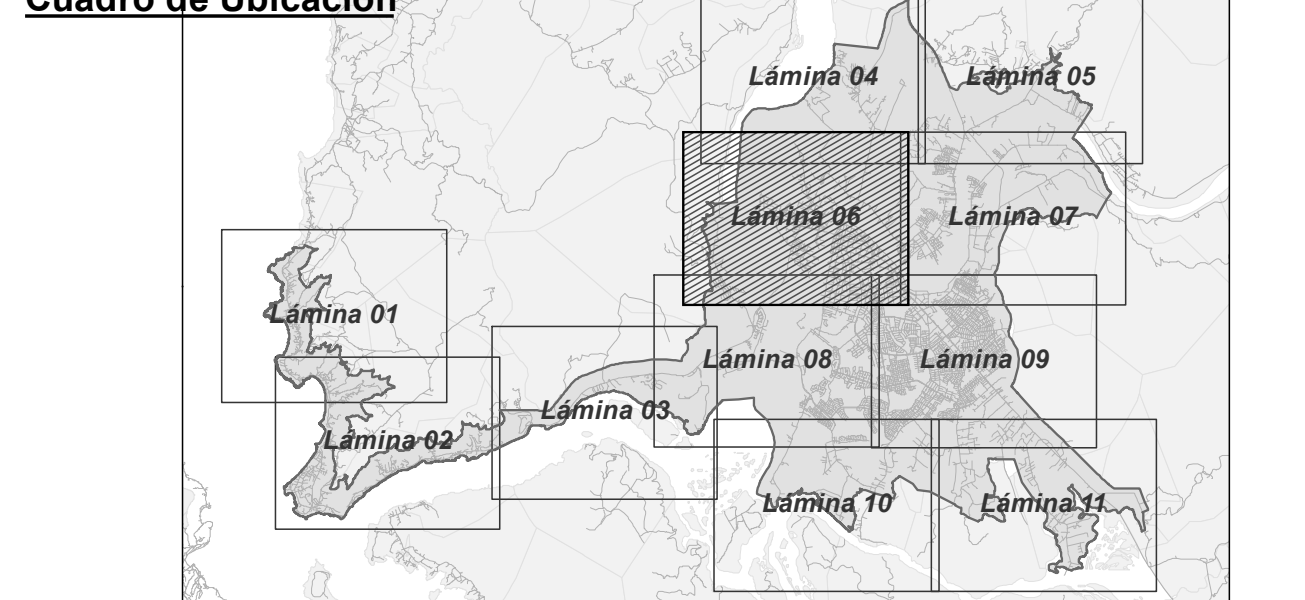 Cuadro de Ubicación
Lámina 04
Lámina 05
Lámina 06
Lámina 07
Lámina 01
Lámina 08
Lámina 09
Lámina 03
Lámina 02
Lámina 10
Lámina 11